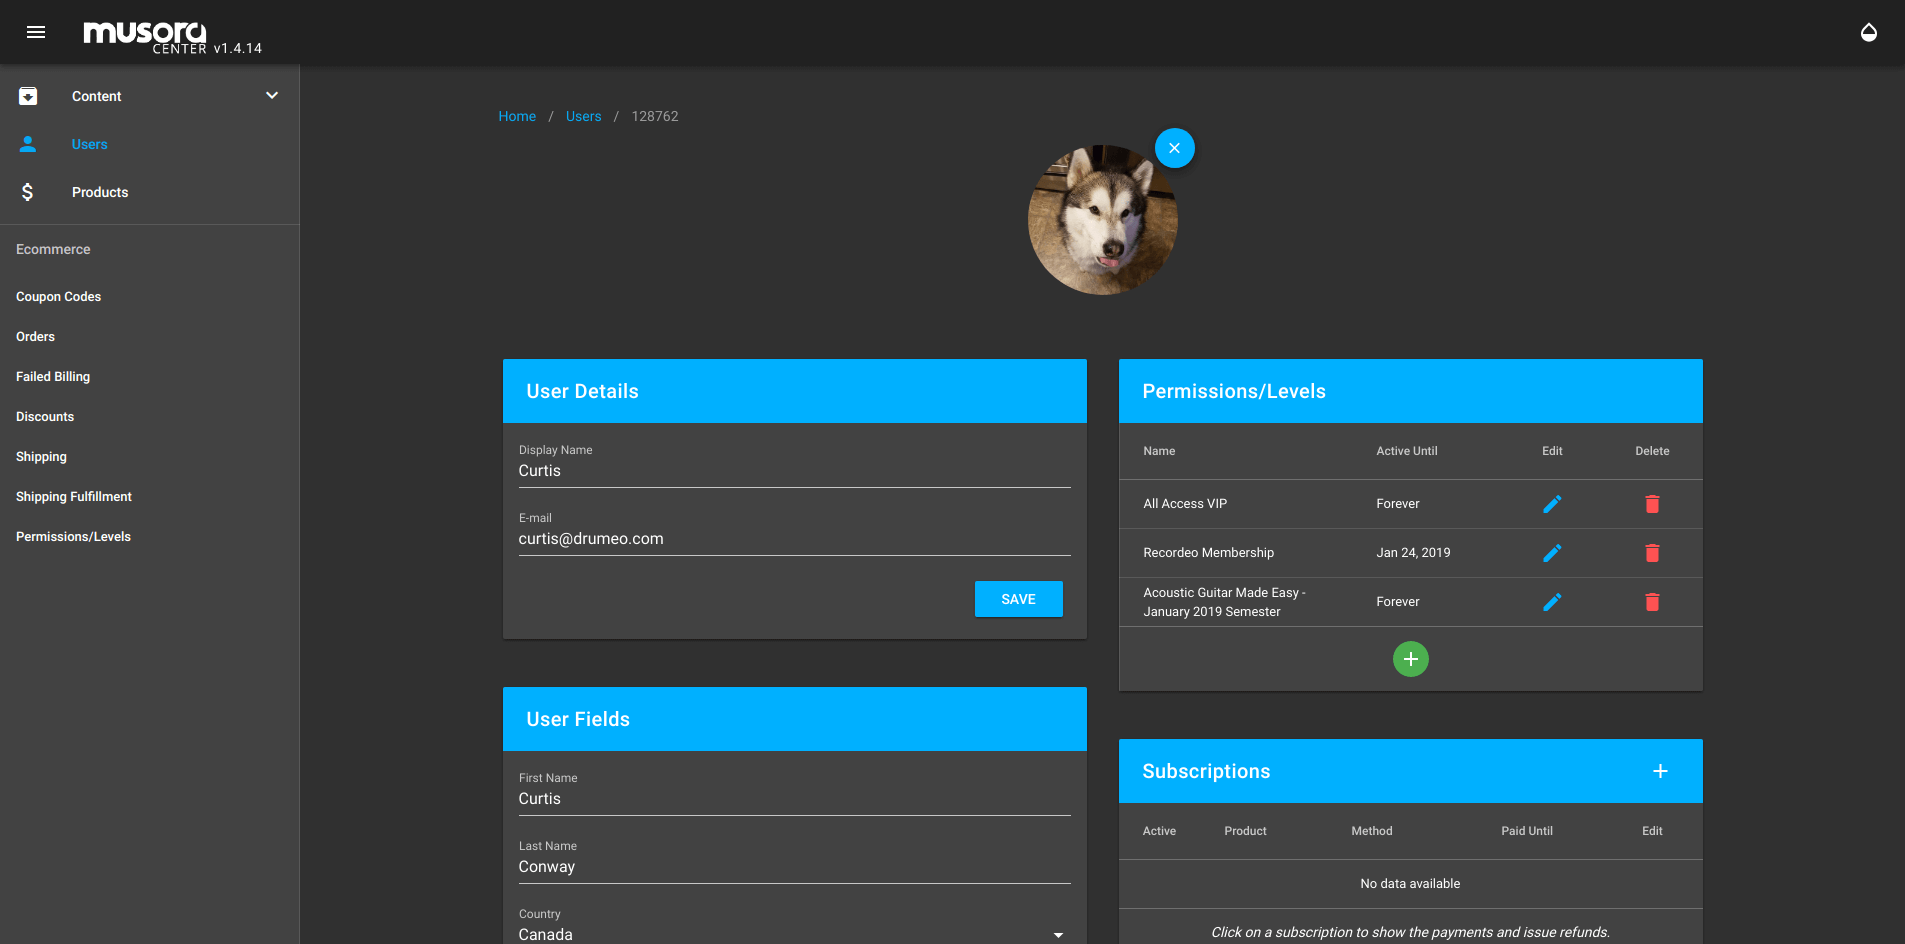 musora
CENTER v1.4.14
Content
Users
Products
Ecommerce
Coupon Codes
Orders
Failed Billing
Discounts
Shipping
Shipping Fulfillment
Permissions/Levels
Home / Users / 128762
User Details
Display Name
Curtis
E-mail
curtis@drumeo.com
SAVE
User Fields
First Name
Curtis
Last Name
Conway
Country
Canada
Permissions/Levels
Name Active Until Edit Delete
All Access VIP Forever
Recordeo Membership Jan 24, 2019
Acoustic Guitar Made Easy -
January 2019 Semester Forever
Subscriptions
Active Product Method Paid Until Edit
No data available
Click on a subscription to show the payments and issue refunds.